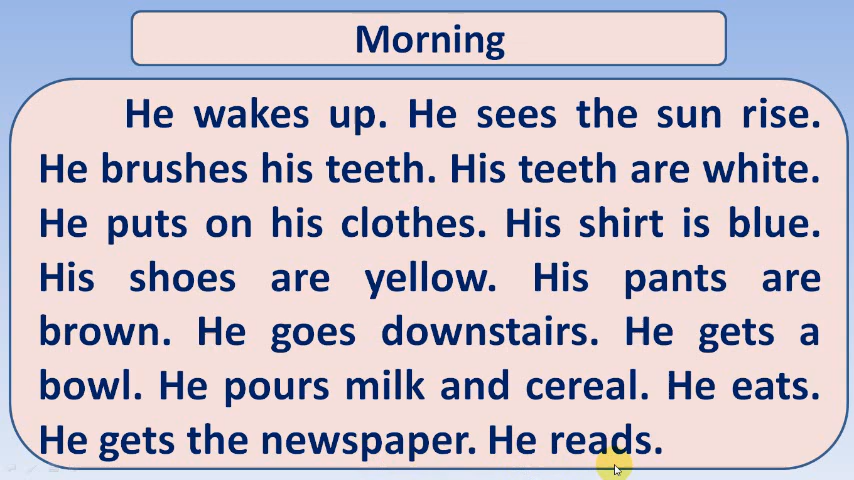 Morning
He wakes up. He sees the sun rise.
He brushes his teeth. His teeth are white.
He puts on his clothes. His shirt is blue.
His shoes are yellow. His pants are
brown. He goes downstairs. He gets a
bowl. He pours milk and cereal. He eats.
He gets the newspaper. He reads.